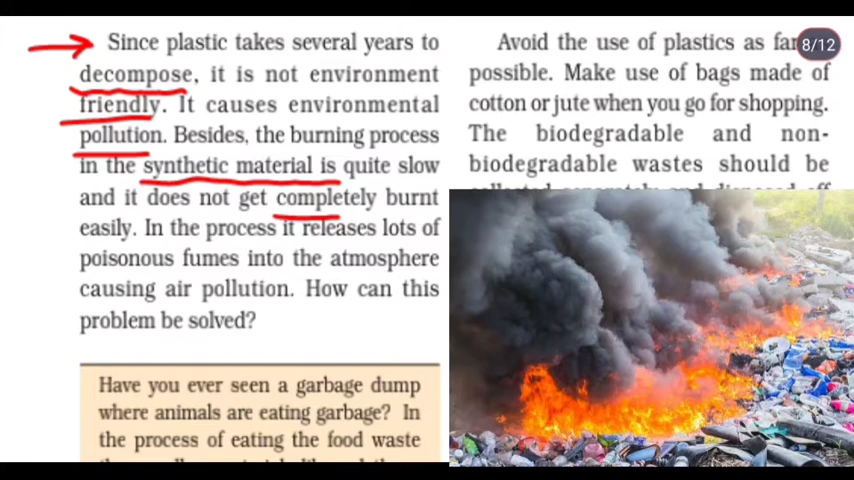 Since plastic takes several years to
decompose, it is not environment
friendly. It causes environmental
pollution. Besides, the burning process
in the synthetic material is quite slow
and it does not get completely burnt
easily. In the process it releases lots of
poisonous fumes into the atmosphere
causing air pollution. How can this
problem be solved?
Have you ever seen a garbage dump
where animals are eating garbage? In
the process of eating the food waste
Avoid the use of plastics as far
possible. Make use of bags made of
cotton or jute when you go for shopping.
The biodegradable and non-
biodegradable wastes should be
8/12